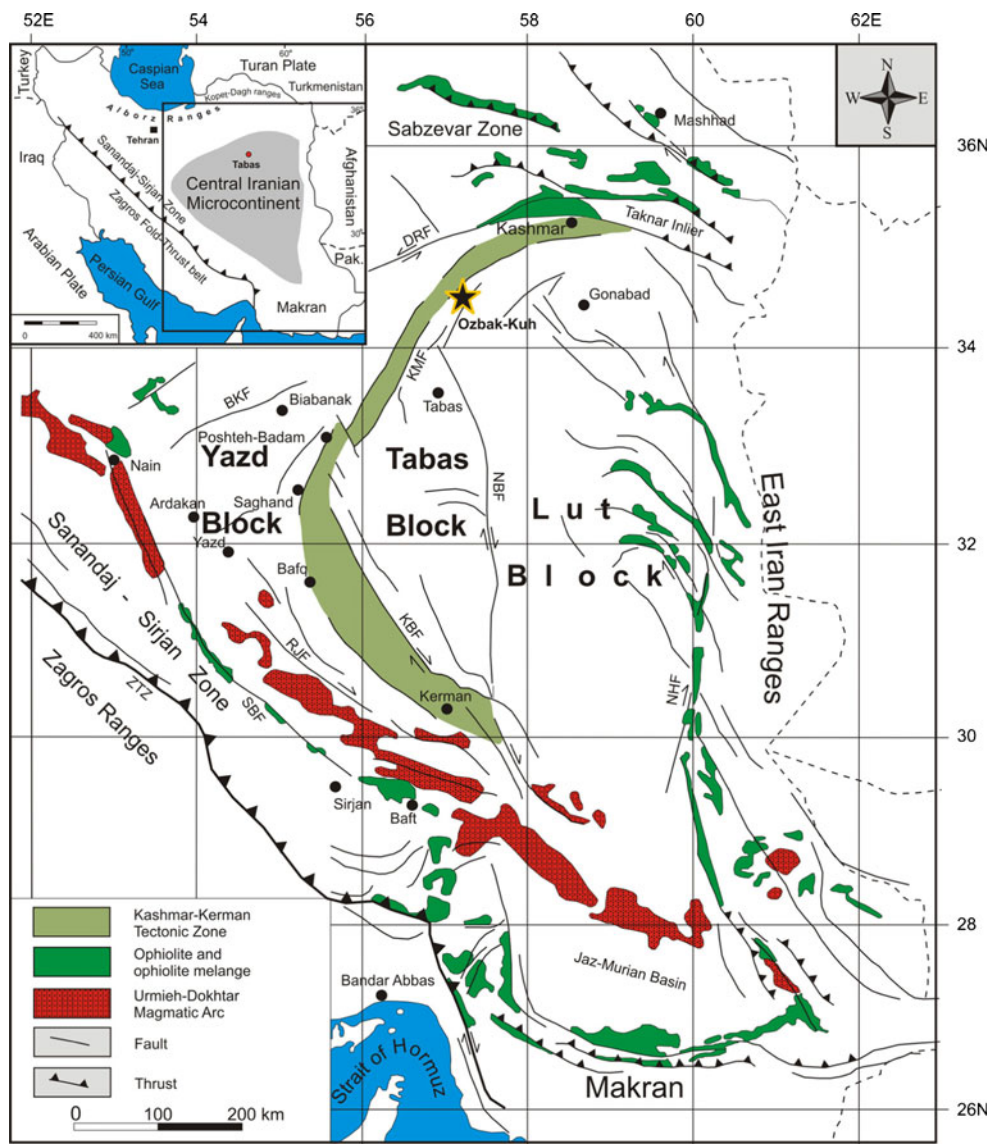 52E
54
56
58
60
62E
50°
60°
Turkey
Caspian
Sea
Turan Plate
Turkmenistan
Kopet-Dagh ranges
Alborz Ranges
36°
Tehran
Tabas
Iraq
Sanandaj-Sirjan Zone
Central Iranian
Microcontinent
Afghanistan
Zagros Fold-Thrust belt
30°
Arabian Plate
Persian Gulf
Pak.
Makran
0
400 km
N
W
E
S
Mashhad
Sabzevar Zone
36N
Taknar Inlier
Kashmar
DRF
Gonabad
Ozbak-Kuh
34
KMF
BKF
Biabanak
Tabas
Poshteh-Badam
Yazd
Tabas
Nain
NBF
Saghand
Ardakan
Lut
Block
Block
Yazd
32
Bafq
Block
East Iran Ranges
Sanandaj - Sirjan Zone
KBF
RJF
Zagros Ranges
ZTZ
SBF
Kerman
NHF
30
Sirjan
Baft
28
Jaz-Murian Basin
Bandar Abbas
Strait of Hormuz
Makran
26N
Kashmar-Kerman
Tectonic Zone
Ophiolite and
ophiolite melange
Urmieh-Dokhtar
Magmatic Arc
Fault
Thrust
0
100
200 km